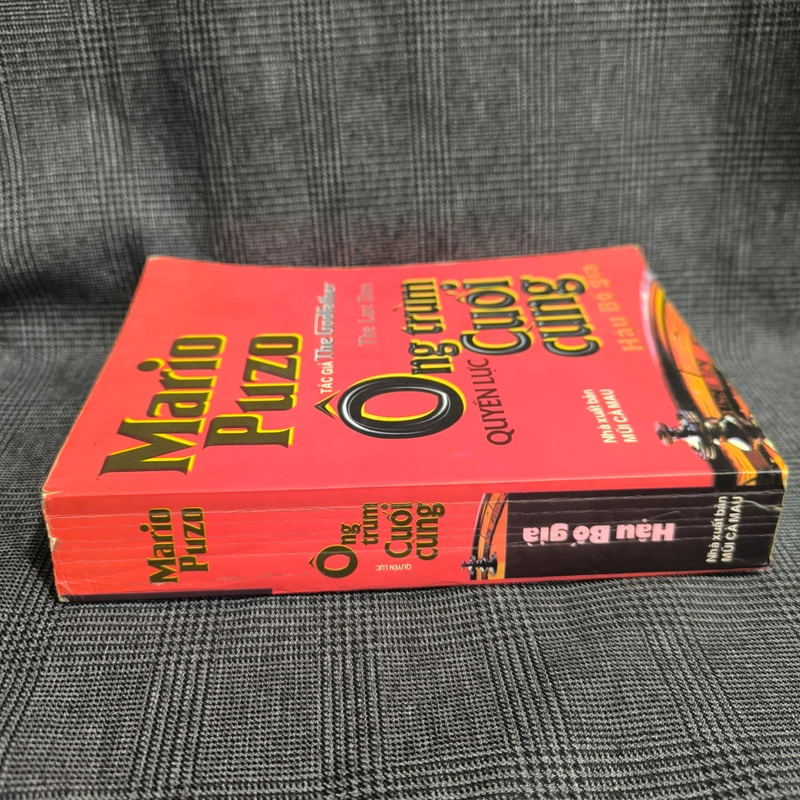 Mario
Puzo
TÁC GIẢ The Godfather
The Last Don
Ông trùm
QUYỀN LỰC Cuối
cùng
Hậu Bố già
Nhà xuất bản
MŨI CÀ MAU
Mario
Puzo
Ông
trùm
QUYỀN LỰC Cuối
cùng
Hậu Bố già
Nhà xuất bản
MŨI CÀ MAU